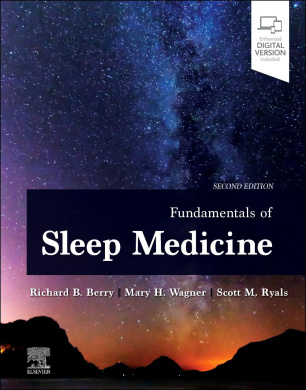 Enhanced
DIGITAL
VERSION
Included
SECOND EDITION
Fundamentals of
Sleep Medicine
Richard B. Berry | Mary H. Wagner | Scott M. Ryals
ELSEVIER